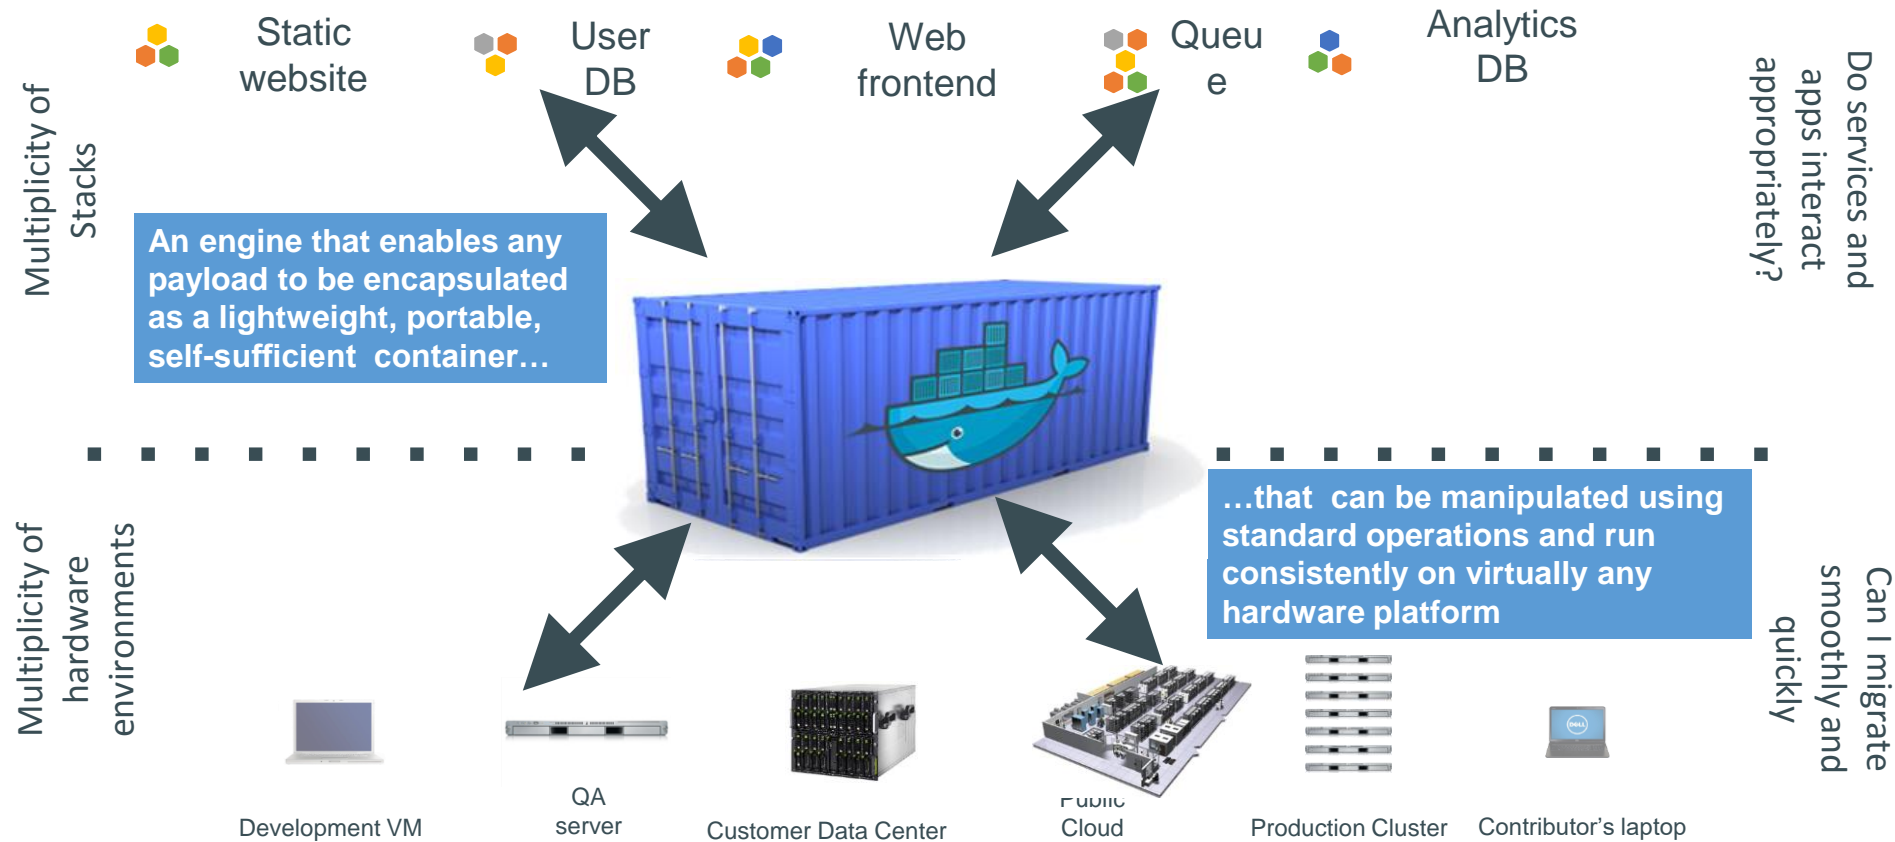 Static
website
User
DB
Web
frontend
Queu
e
Analytics
DB
Multiplicity of
Stacks
Do services and
apps interact
appropriately?
An engine that enables any
payload to be encapsulated
as a lightweight, portable,
self-sufficient container…
…that can be manipulated using
standard operations and run
consistently on virtually any
hardware platform
Multiplicity of
hardware
environments
Can I migrate
smoothly and
quickly
DELL
Development VM
QA
server
Customer Data Center
Public
Cloud
Production Cluster
Contributor's laptop